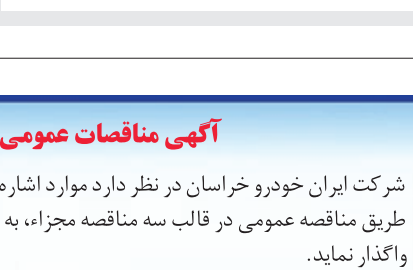 آگهی مناقصات عمومی
شرکت ایران خودرو خراسان در نظر دارد موارد اشاره
طریق مناقصه عمومی در قالب سه مناقصه مجزاء، به
واگذار نماید.